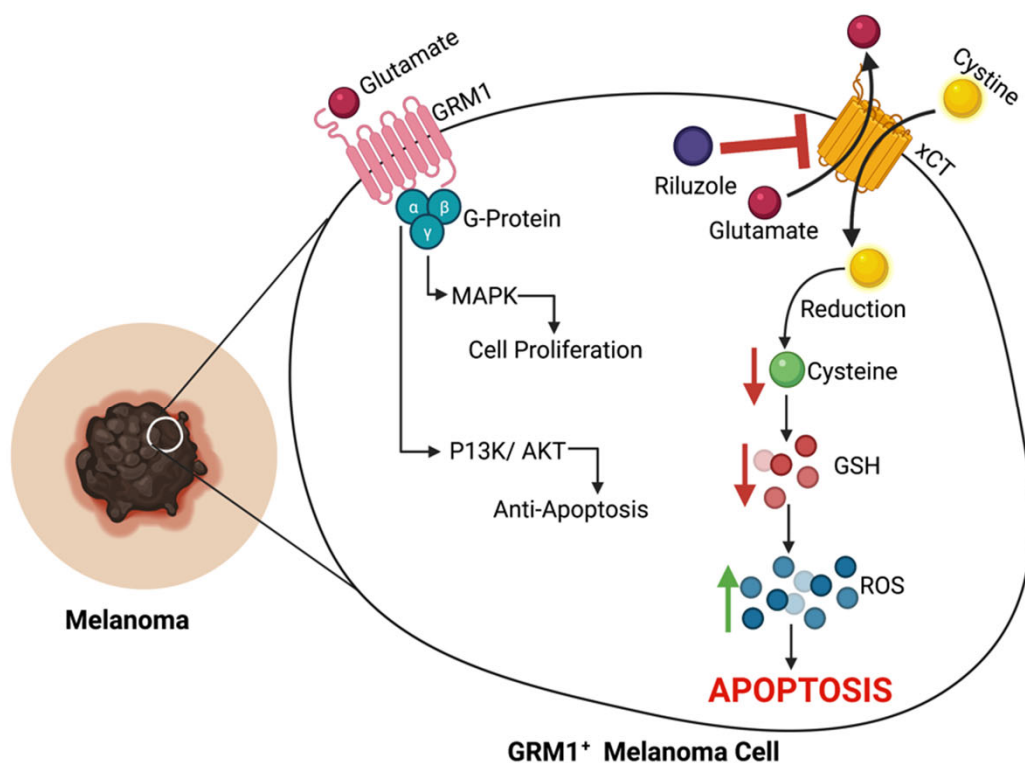 Glutamate
GRM1
α
β
γ
G-Protein
MAPK
Cell Proliferation
P13K/ AKT
Anti-Apoptosis
Cystine
xCT
Riluzole
Glutamate
Reduction
Cysteine
GSH
ROS
APOPTOSIS
Melanoma
GRM1⁺ Melanoma Cell